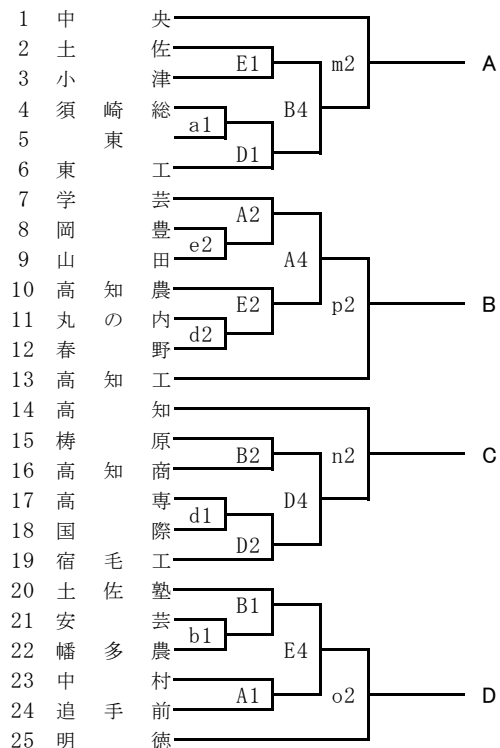 1 中央
2 土佐
3 小津
4 須崎総
5 東
6 東工
7 学芸
8 岡豊
9 山田
10 高知農
11 丸の内
12 春野
13 高知工
14 高知
15 梼原
16 高知商
17 高専
18 国際
19 宿毛工
20 土佐塾
21 安芸
22 幡多農
23 中村
24 追手前
25 明徳
E1
a1
D1
B4
m2
A
A2
e2
A4
E2
d2
p2
B
B2
d1
D2
D4
n2
C
B1
b1
E4
A1
o2
D